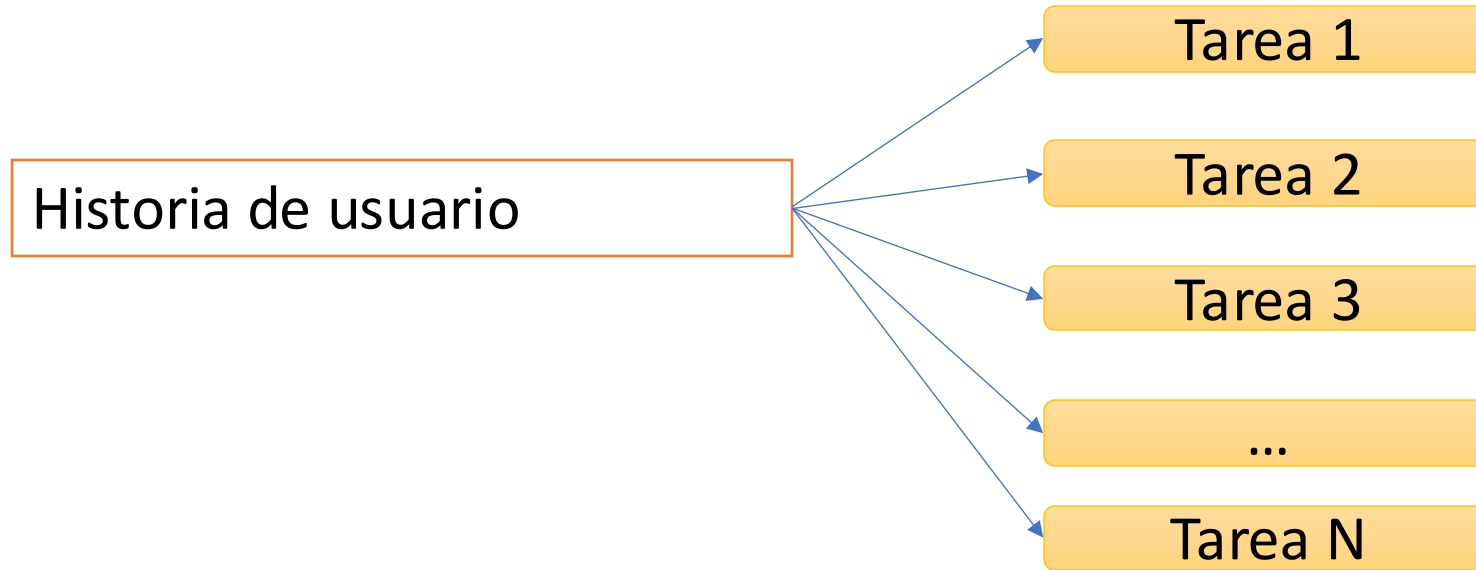 Historia de usuario
Tarea 1
Tarea 2
Tarea 3
…
Tarea N